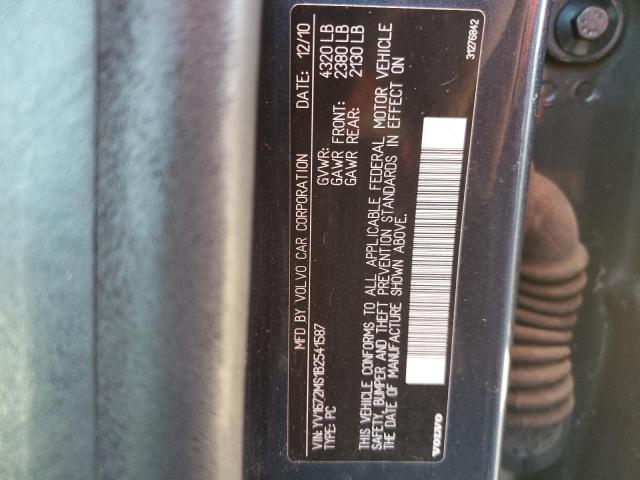 MFD BY VOLVO CAR CORPORATION DATE: 12/10
VIN: YV1672MS1B2541587
TYPE: PC
GVWR: 4320 LB
GAWR FRONT: 2380 LB
GAWR REAR: 2130 LB
THIS VEHICLE CONFORMS TO ALL APPLICABLE FEDERAL MOTOR VEHICLE
SAFETY, BUMPER AND THEFT PREVENTION STANDARDS IN EFFECT ON
THE DATE OF MANUFACTURE SHOWN ABOVE.
VOLVO
31276842